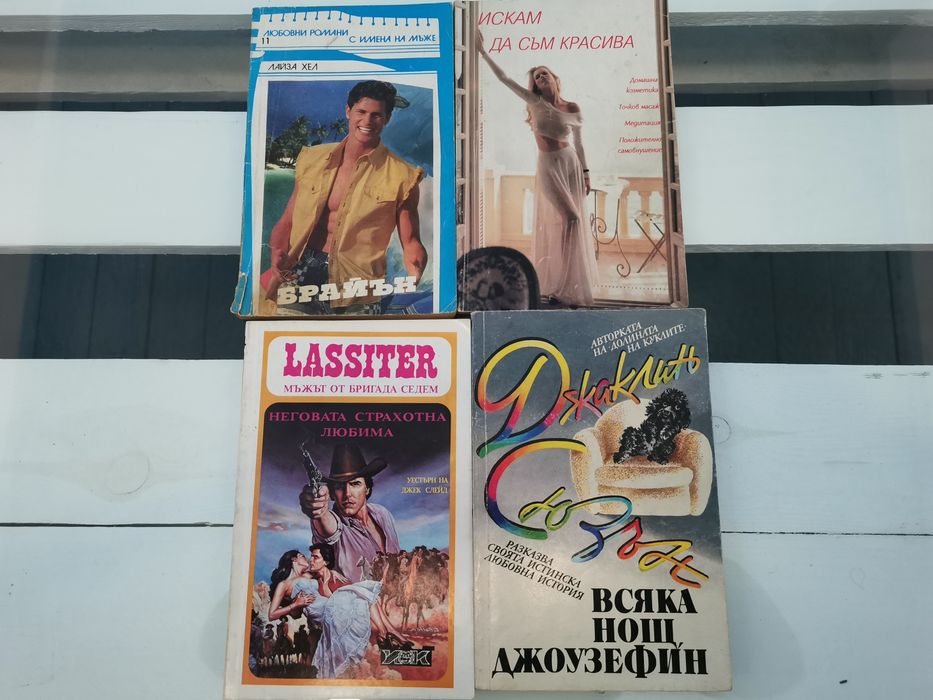 ЛЮБОВНИ РОМАНИ
11 С ИМЕНА НА МЪЖЕ
ЛАЙЗА ХЕЛ
БРАЙЪН
ИСКАМ
ДА СЪМ КРАСИВА
Домашна
козметика
Точков масаж
Медитация
Положително
самовнушение
LASSITER
МЪЖЪТ ОТ БРИГАДА СЕДЕМ
НЕГОВАТА СТРАХОТНА
ЛЮБИМА
УЕСТЪРН НА
ДЖЕК СЛЕЙД
АВТОРКАТА
НА "ДОЛИНАТА
НА КУКЛИТЕ"
Джаклин
Сюзън
РАЗКАЗВА
СВОЯТА ИСТИНСКА
ЛЮБОВНА ИСТОРИЯ
ВСЯКА
НОЩ,
ДЖОУЗЕФИН